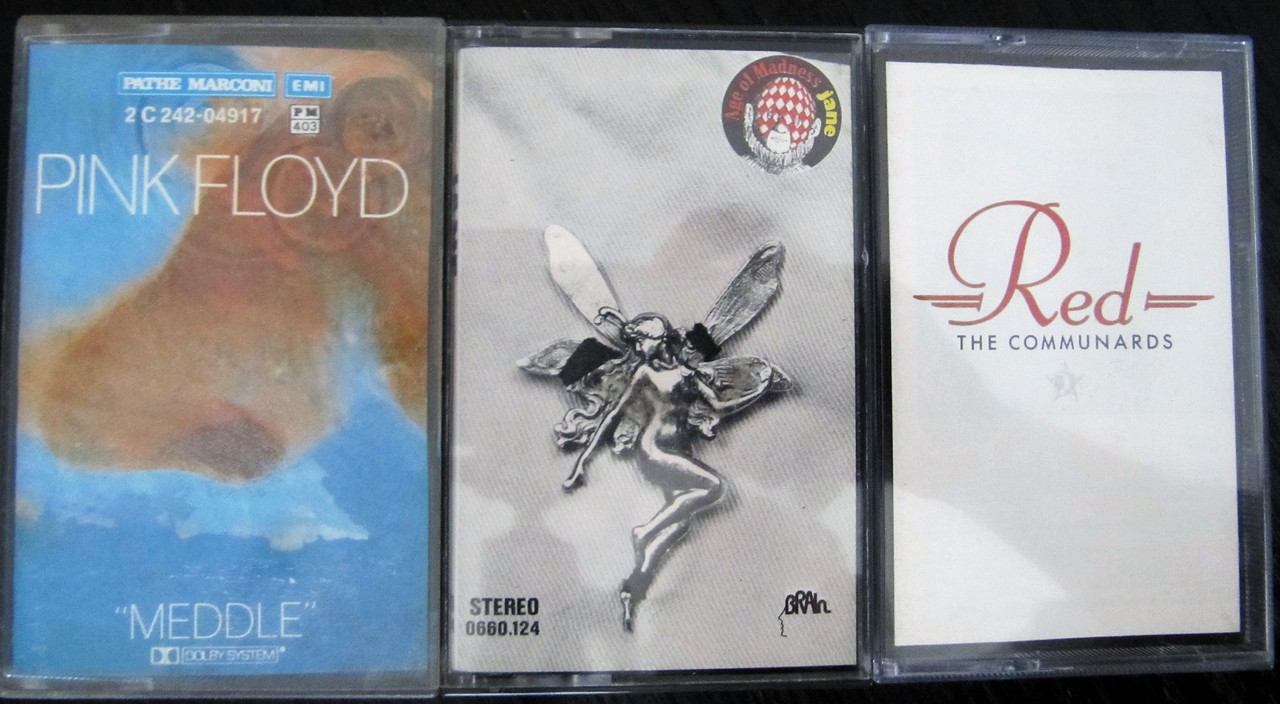 PATHE MARCONI EMI
2 C 242-04917 PM
403
PINK FLOYD
"MEDDLE"
DOLBY SYSTEM
Age of Madness jane
STEREO
0660.124
BRAIN
Red
THE COMMUNARDS